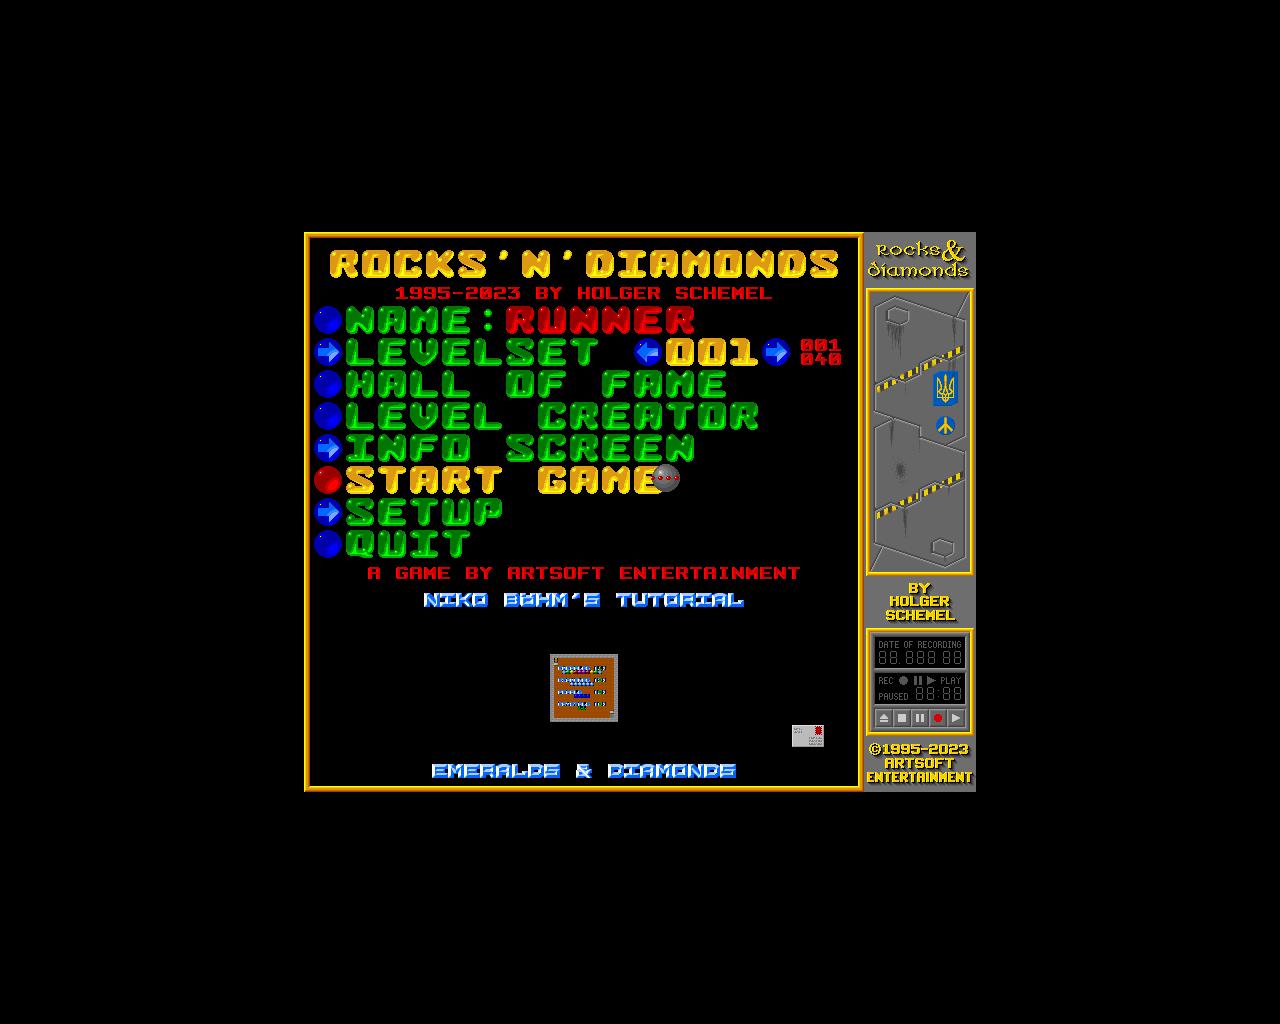 ROCKS'N'DIAMONDS
1995-2023 BY HOLGER SCHEMEL
NAME:RUNNER
LEVELSET 001 001
040
HALL OF FAME
LEVEL CREATOR
INFO SCREEN
START GAME
SETUP
QUIT
A GAME BY ARTSOFT ENTERTAINMENT
NIKO BÖHM'S TUTORIAL
EMERALDS & DIAMONDS
Rocks&
diamonds
BY
HOLGER
SCHEMEL
DATE OF RECORDING
REC PLAY
PAUSED 88:88
©1995-2023
ARTSOFT
ENTERTAINMENT